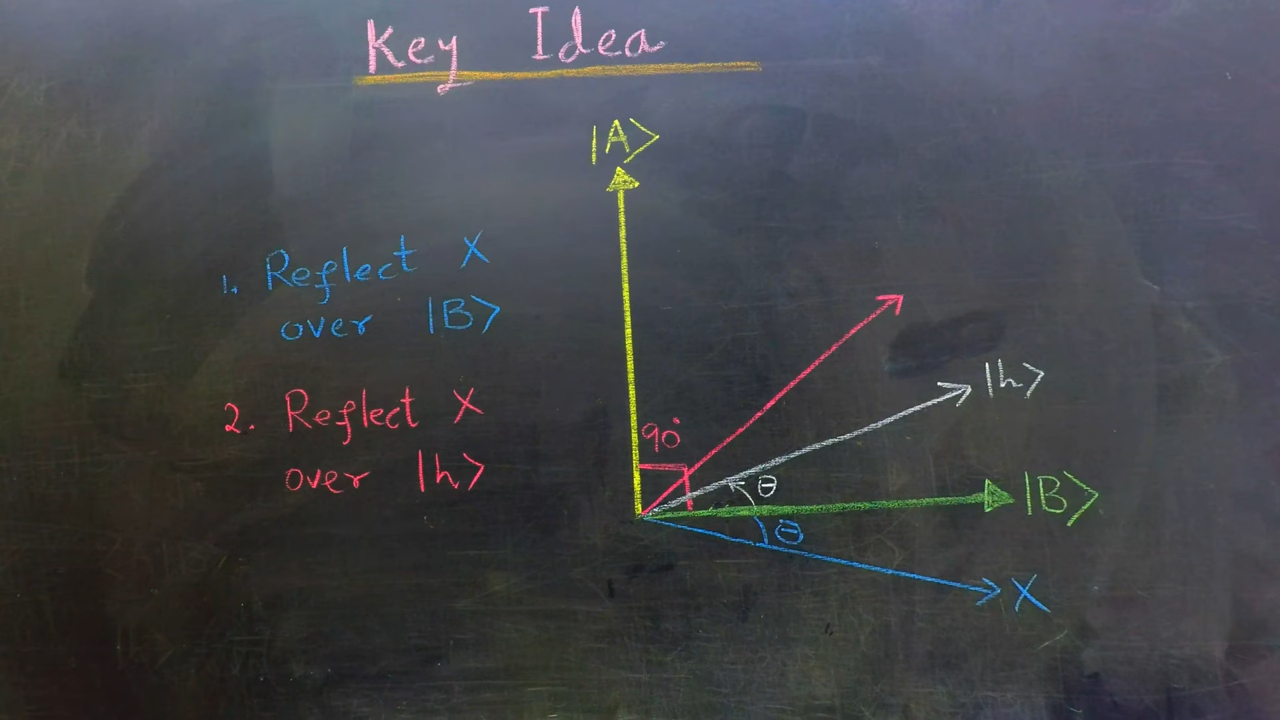 Key Idea
|A>
1. Reflect X
over |B>
2. Reflect X
over |h>
90°
|h>
θ
|B>
θ
X